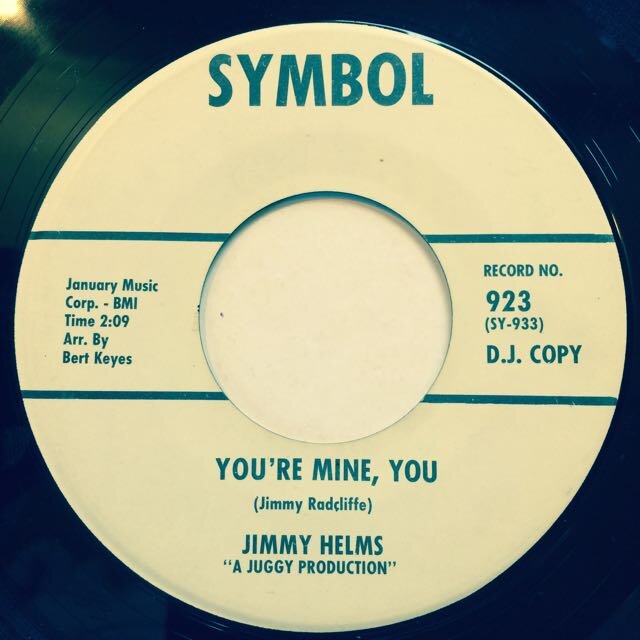 SYMBOL
January Music
Corp. - BMI
Time 2:09
Arr. By
Bert Keyes
RECORD NO.
923
(SY-933)
D.J. COPY
YOU'RE MINE, YOU
(Jimmy Radcliffe)
JIMMY HELMS
"A JUGGY PRODUCTION"